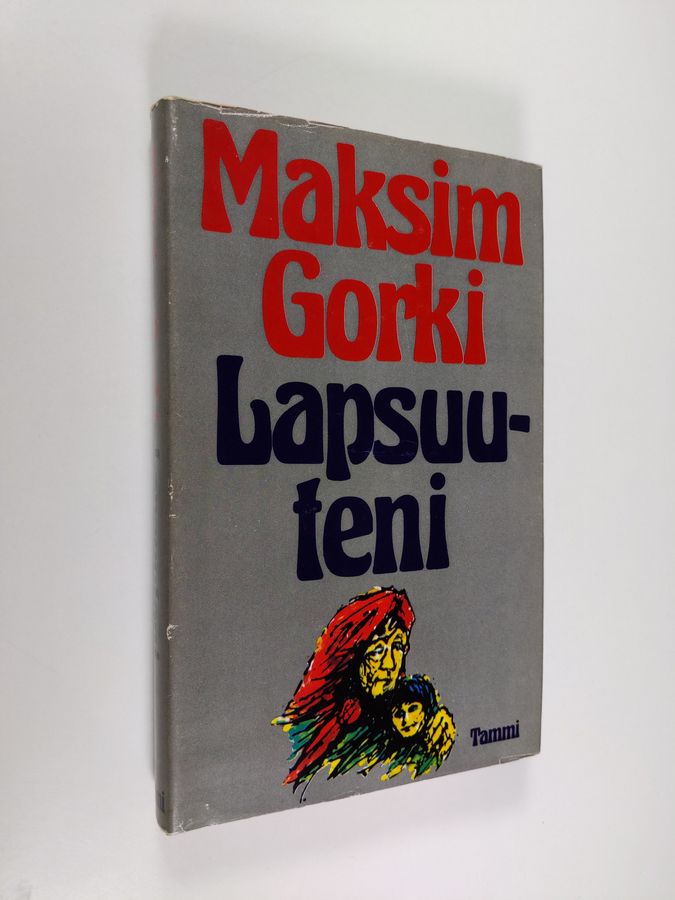 Maksim
Gorki
Lapsuu-
teni
Tammi